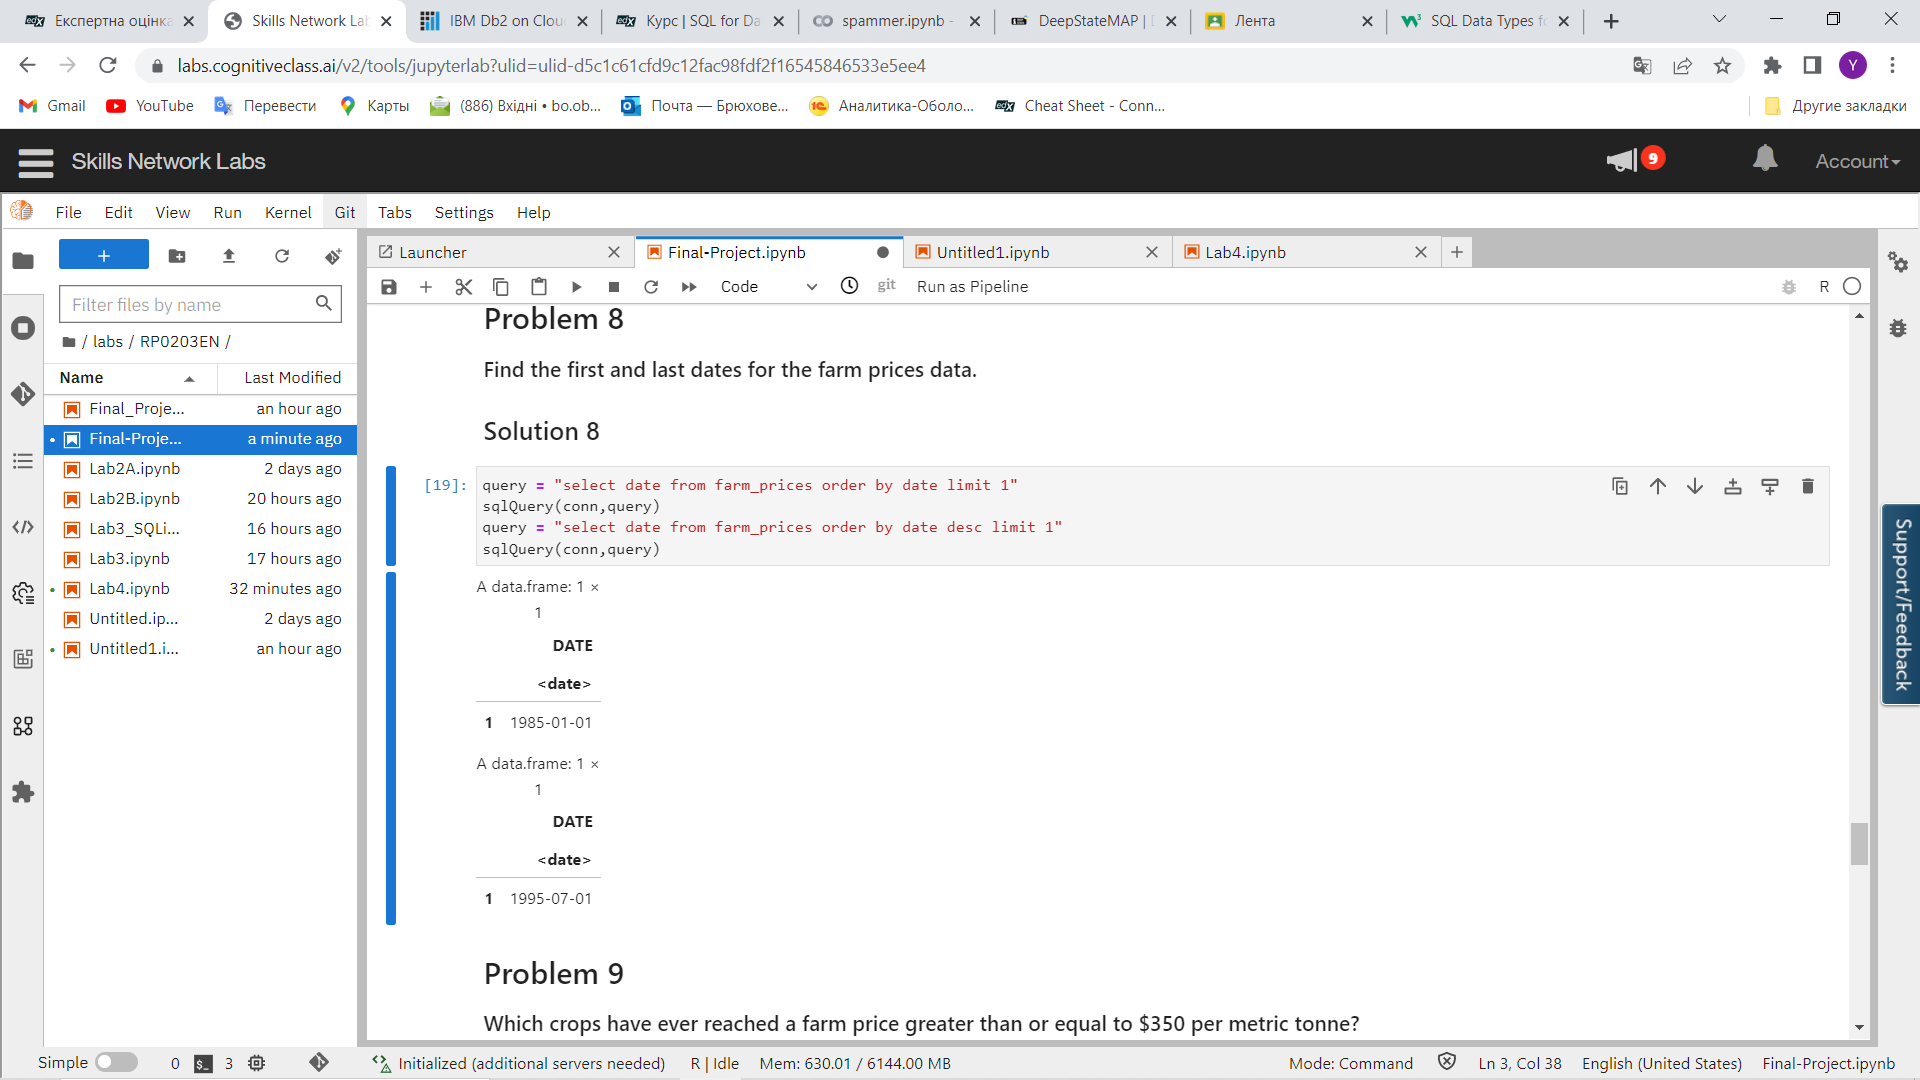 Експертна оцінка
Skills Network Lab
IBM Db2 on Cloud
Курс | SQL for Da
spammer.ipynb -
DeepStateMAP |
Лента
SQL Data Types fo
labs.cognitiveclass.ai/v2/tools/jupyterlab?ulid=ulid-d5c1c61cfd9c12fac98fdf2f16545846533e5ee4
Y
Gmail
YouTube
Перевести
Карты
(886) Вхідні • bo.ob...
Почта — Брюхове...
Аналитика-Оболо...
Cheat Sheet - Conn...
Другие закладки
Skills Network Labs
9
Account
File Edit View Run Kernel Git Tabs Settings Help
Launcher
Final-Project.ipynb
Untitled1.ipynb
Lab4.ipynb
Code
git
Run as Pipeline
R
Filter files by name
/ labs / RP0203EN /
Name Last Modified
Final_Proje... an hour ago
Final-Proje... a minute ago
Lab2A.ipynb 2 days ago
Lab2B.ipynb 20 hours ago
Lab3_SQLi... 16 hours ago
Lab3.ipynb 17 hours ago
Lab4.ipynb 32 minutes ago
Untitled.ip... 2 days ago
Untitled1.i... an hour ago
Problem 8
Find the first and last dates for the farm prices data.
Solution 8
[19]:
query = "select date from farm_prices order by date limit 1"
sqlQuery(conn,query)
query = "select date from farm_prices order by date desc limit 1"
sqlQuery(conn,query)
A data.frame: 1 ×
1
DATE
<date>
1 1985-01-01
A data.frame: 1 ×
1
DATE
<date>
1 1995-07-01
Problem 9
Which crops have ever reached a farm price greater than or equal to $350 per metric tonne?
Support/Feedback
Simple 0 3 Initialized (additional servers needed) R | Idle Mem: 630.01 / 6144.00 MB Mode: Command Ln 3, Col 38 English (United States) Final-Project.ipynb